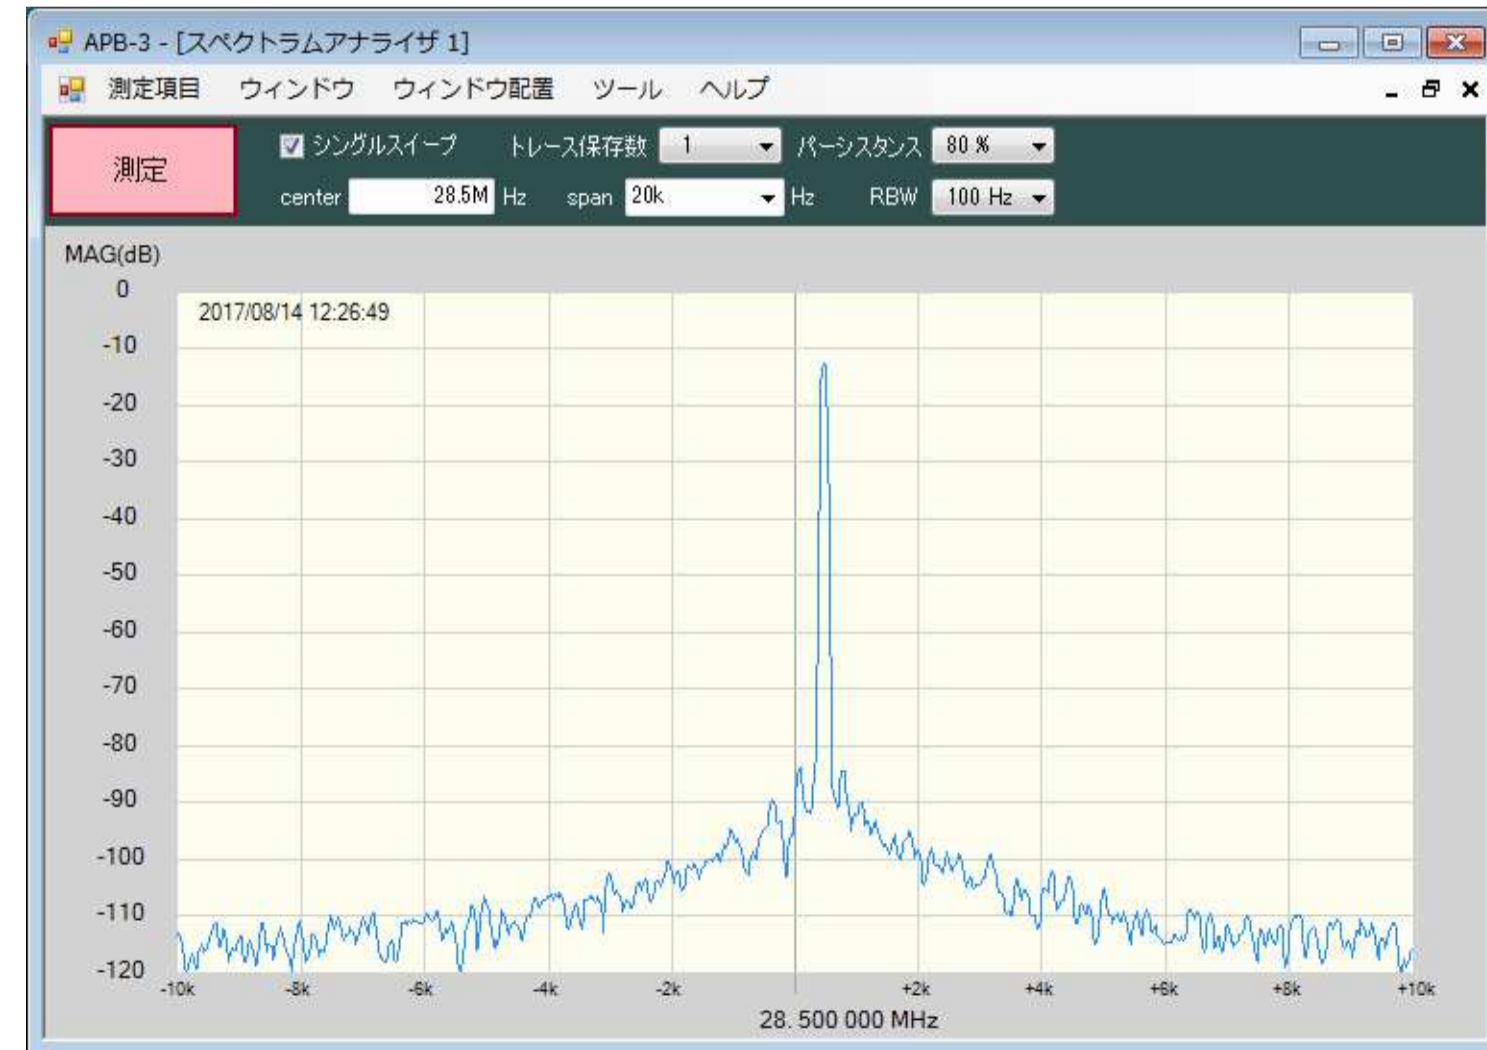 APB-3 - [スペクトラムアナライザ 1]
測定項目 ウィンドウ ウィンドウ配置 ツール ヘルプ
測定
シングルスイープ トレース保存数 1 パーシスタンス 80 %
center 28.5M Hz span 20k Hz RBW 100 Hz
MAG(dB)
0
2017/08/14 12:26:49
-10
-20
-30
-40
-50
-60
-70
-80
-90
-100
-110
-120
-10k -8k -6k -4k -2k +2k +4k +6k +8k +10k
28. 500 000 MHz